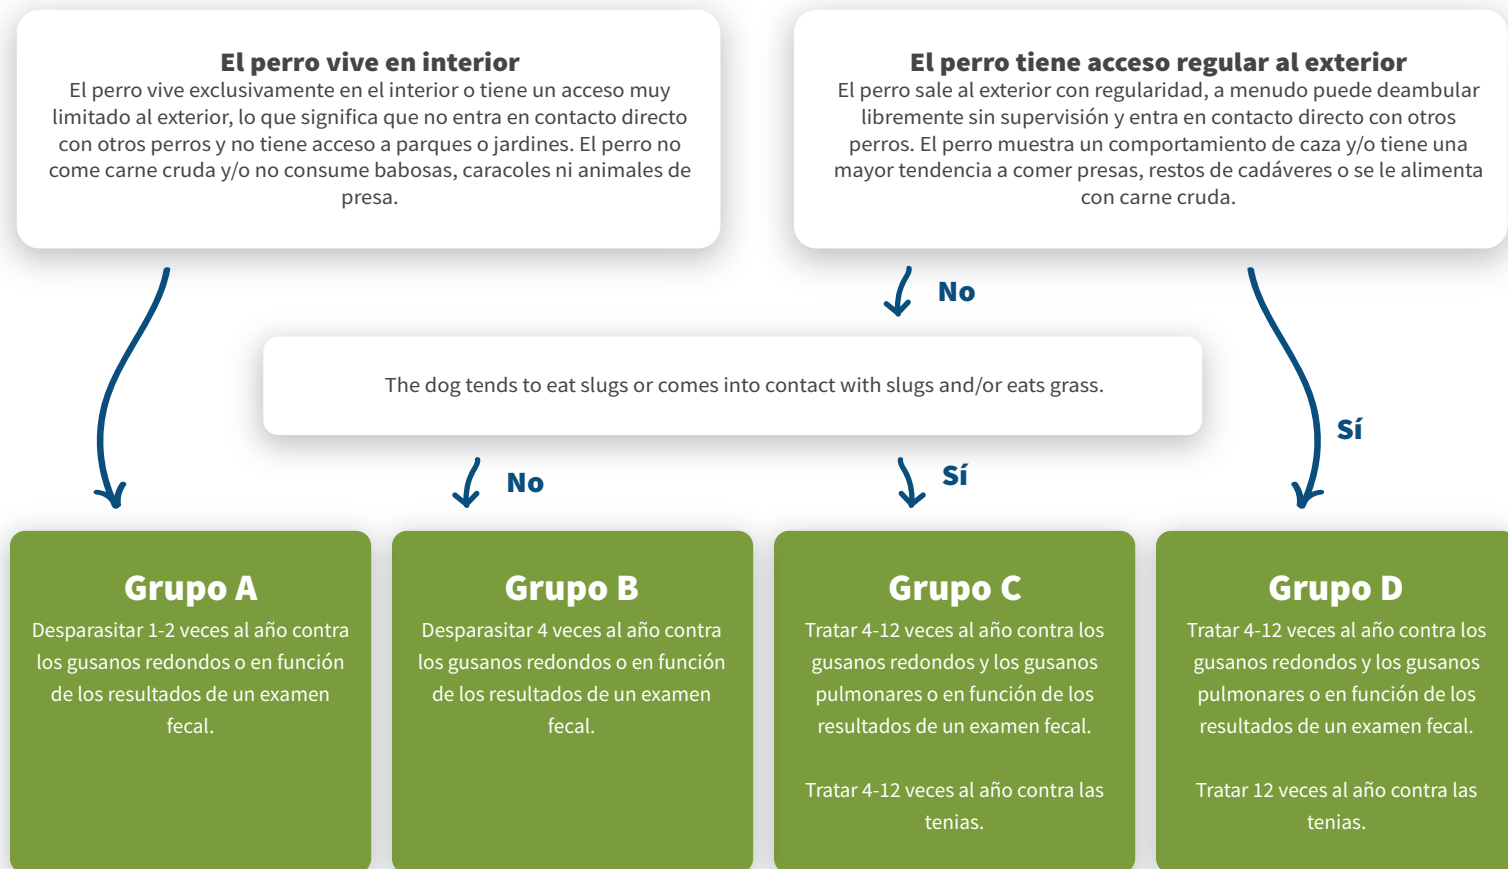 El perro vive en interior
El perro vive exclusivamente en el interior o tiene un acceso muy
limitado al exterior, lo que significa que no entra en contacto directo
con otros perros y no tiene acceso a parques o jardines. El perro no
come carne cruda y/o no consume babosas, caracoles ni animales de
presa.
El perro tiene acceso regular al exterior
El perro sale al exterior con regularidad, a menudo puede deambular
libremente sin supervisión y entra en contacto directo con otros
perros. El perro muestra un comportamiento de caza y/o tiene una
mayor tendencia a comer presas, restos de cadáveres o se le alimenta
con carne cruda.
No
The dog tends to eat slugs or comes into contact with slugs and/or eats grass.
Sí
No
Sí
Grupo A
Desparasitar 1-2 veces al año contra
los gusanos redondos o en función
de los resultados de un examen
fecal.
Grupo B
Desparasitar 4 veces al año contra
los gusanos redondos o en función
de los resultados de un examen
fecal.
Grupo C
Tratar 4-12 veces al año contra los
gusanos redondos y los gusanos
pulmonares o en función de los
resultados de un examen fecal.
Tratar 4-12 veces al año contra las
tenias.
Grupo D
Tratar 4-12 veces al año contra los
gusanos redondos y los gusanos
pulmonares o en función de los
resultados de un examen fecal.
Tratar 12 veces al año contra las
tenias.